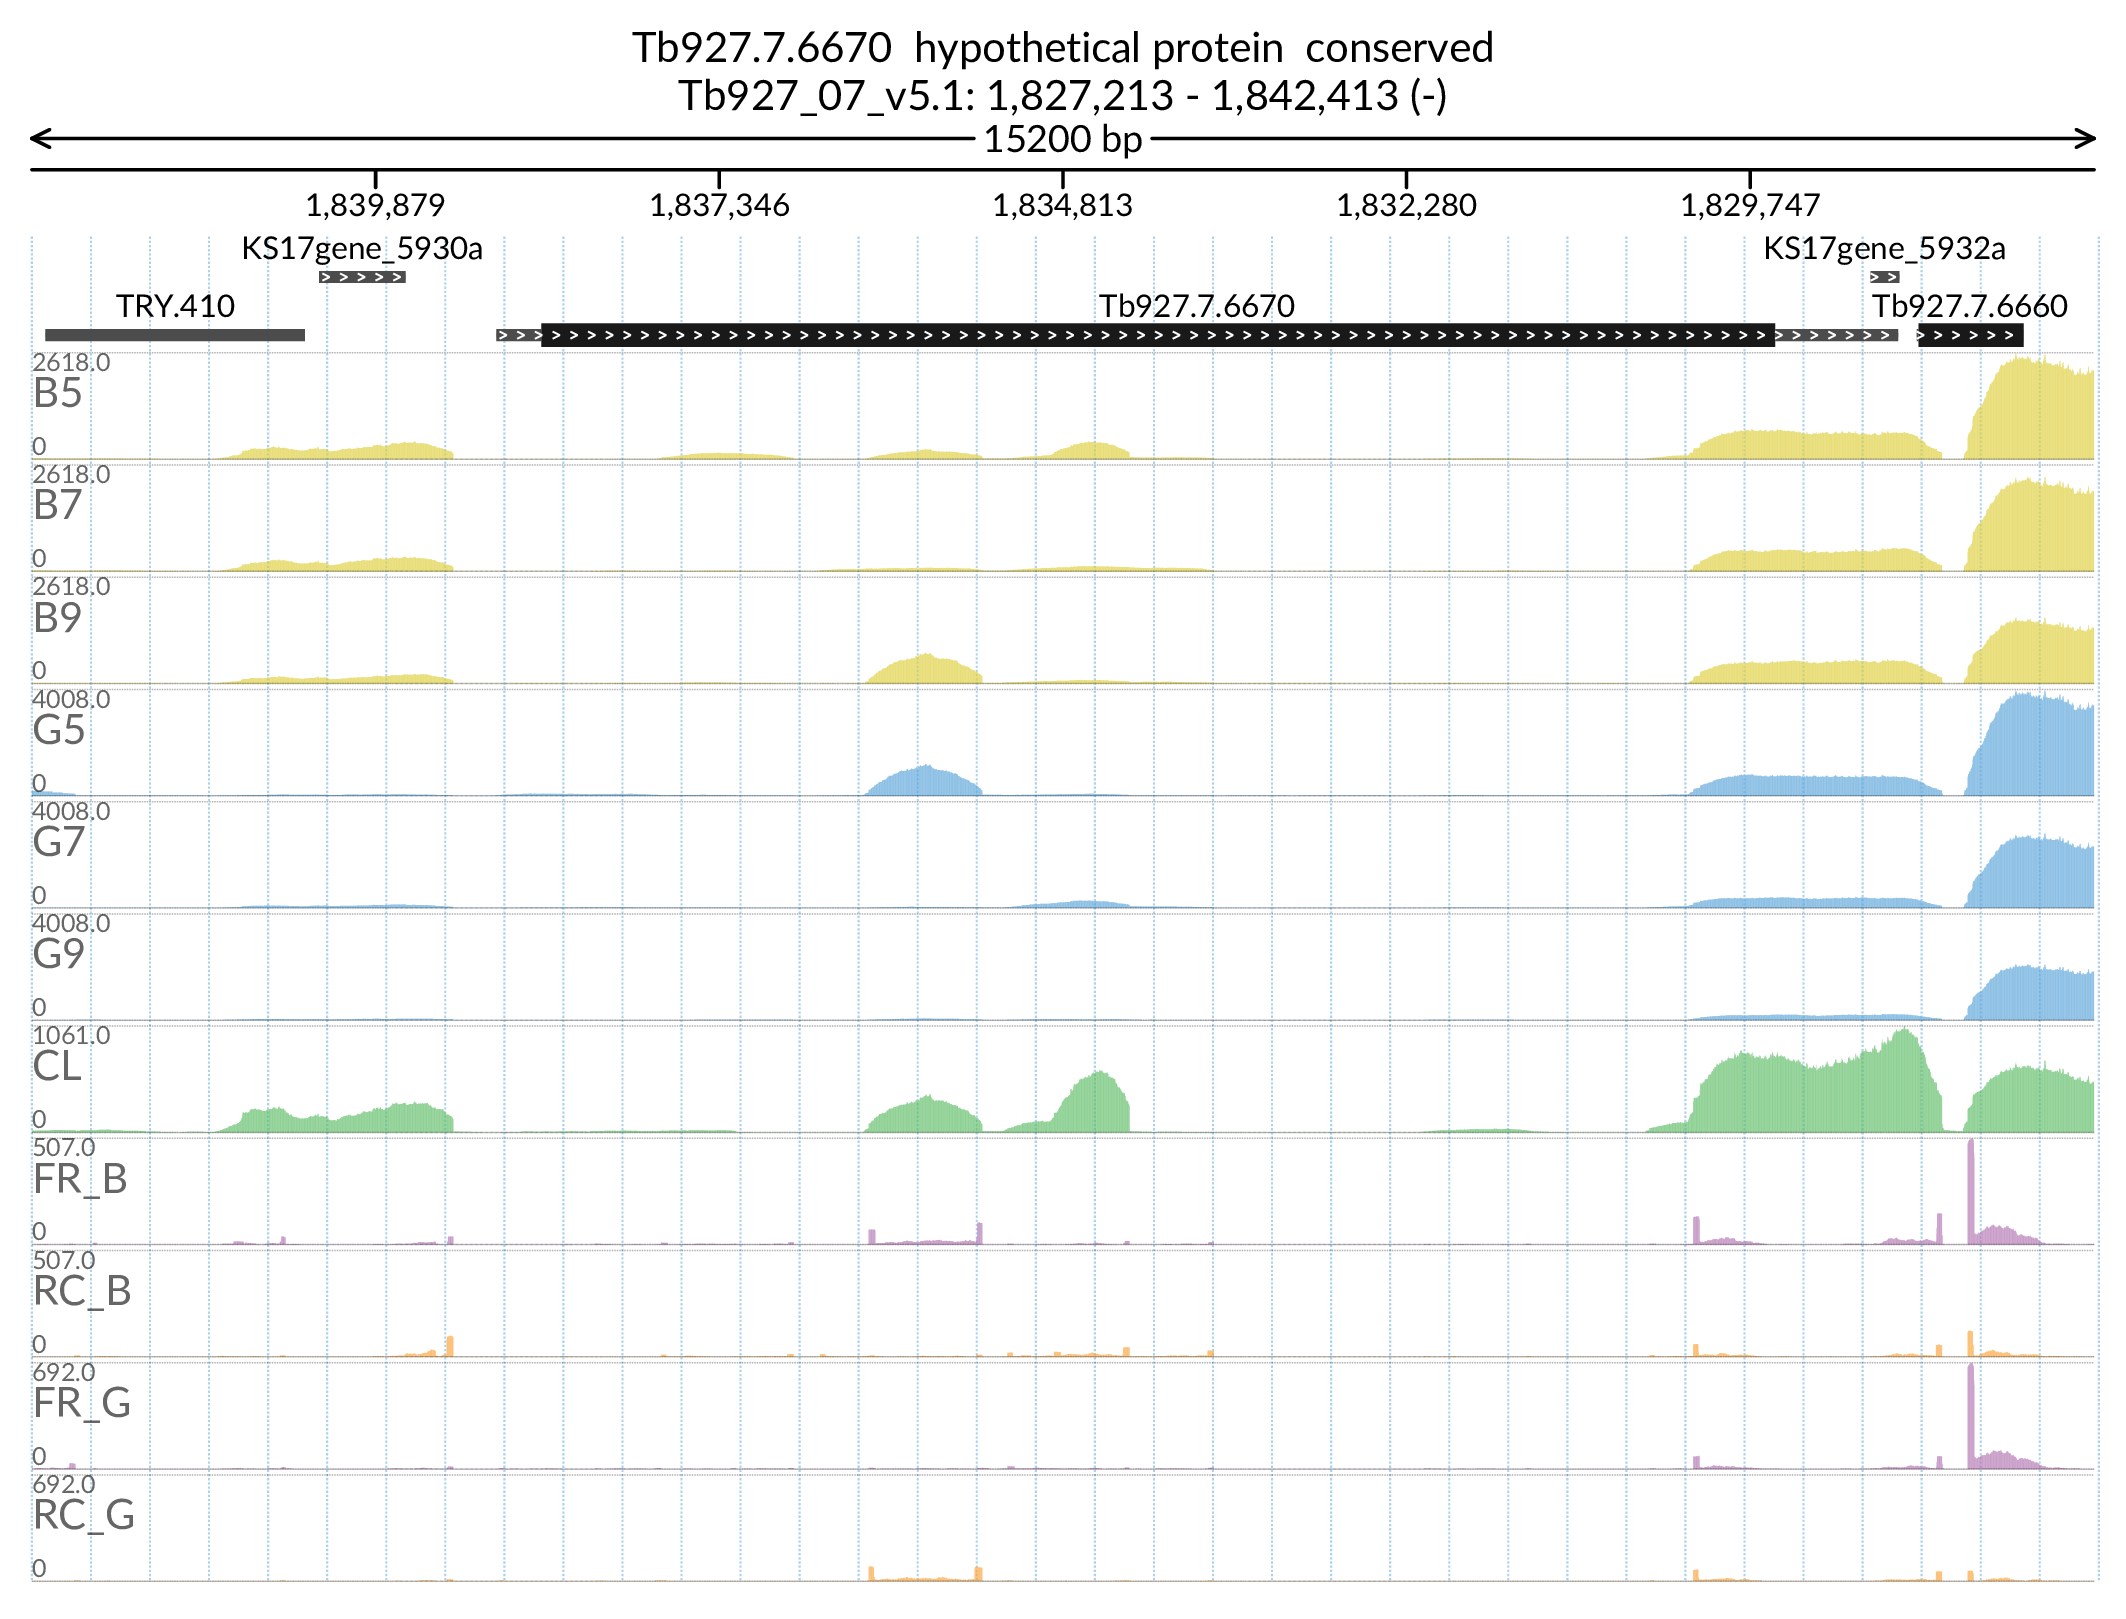 Tb927.7.6670  hypothetical protein  conserved
Tb927_07_v5.1: 1,827,213 - 1,842,413 (-)
15200 bp
1,839,879 1,837,346 1,834,813 1,832,280 1,829,747
KS17gene_5930a KS17gene_5932a
TRY.410 Tb927.7.6670 Tb927.7.6660
2618.0
B5
0
2618.0
B7
0
2618.0
B9
0
4008.0
G5
0
4008.0
G7
0
4008.0
G9
0
1061.0
CL
0
507.0
FR_B
0
507.0
RC_B
0
692.0
FR_G
0
692.0
RC_G
0